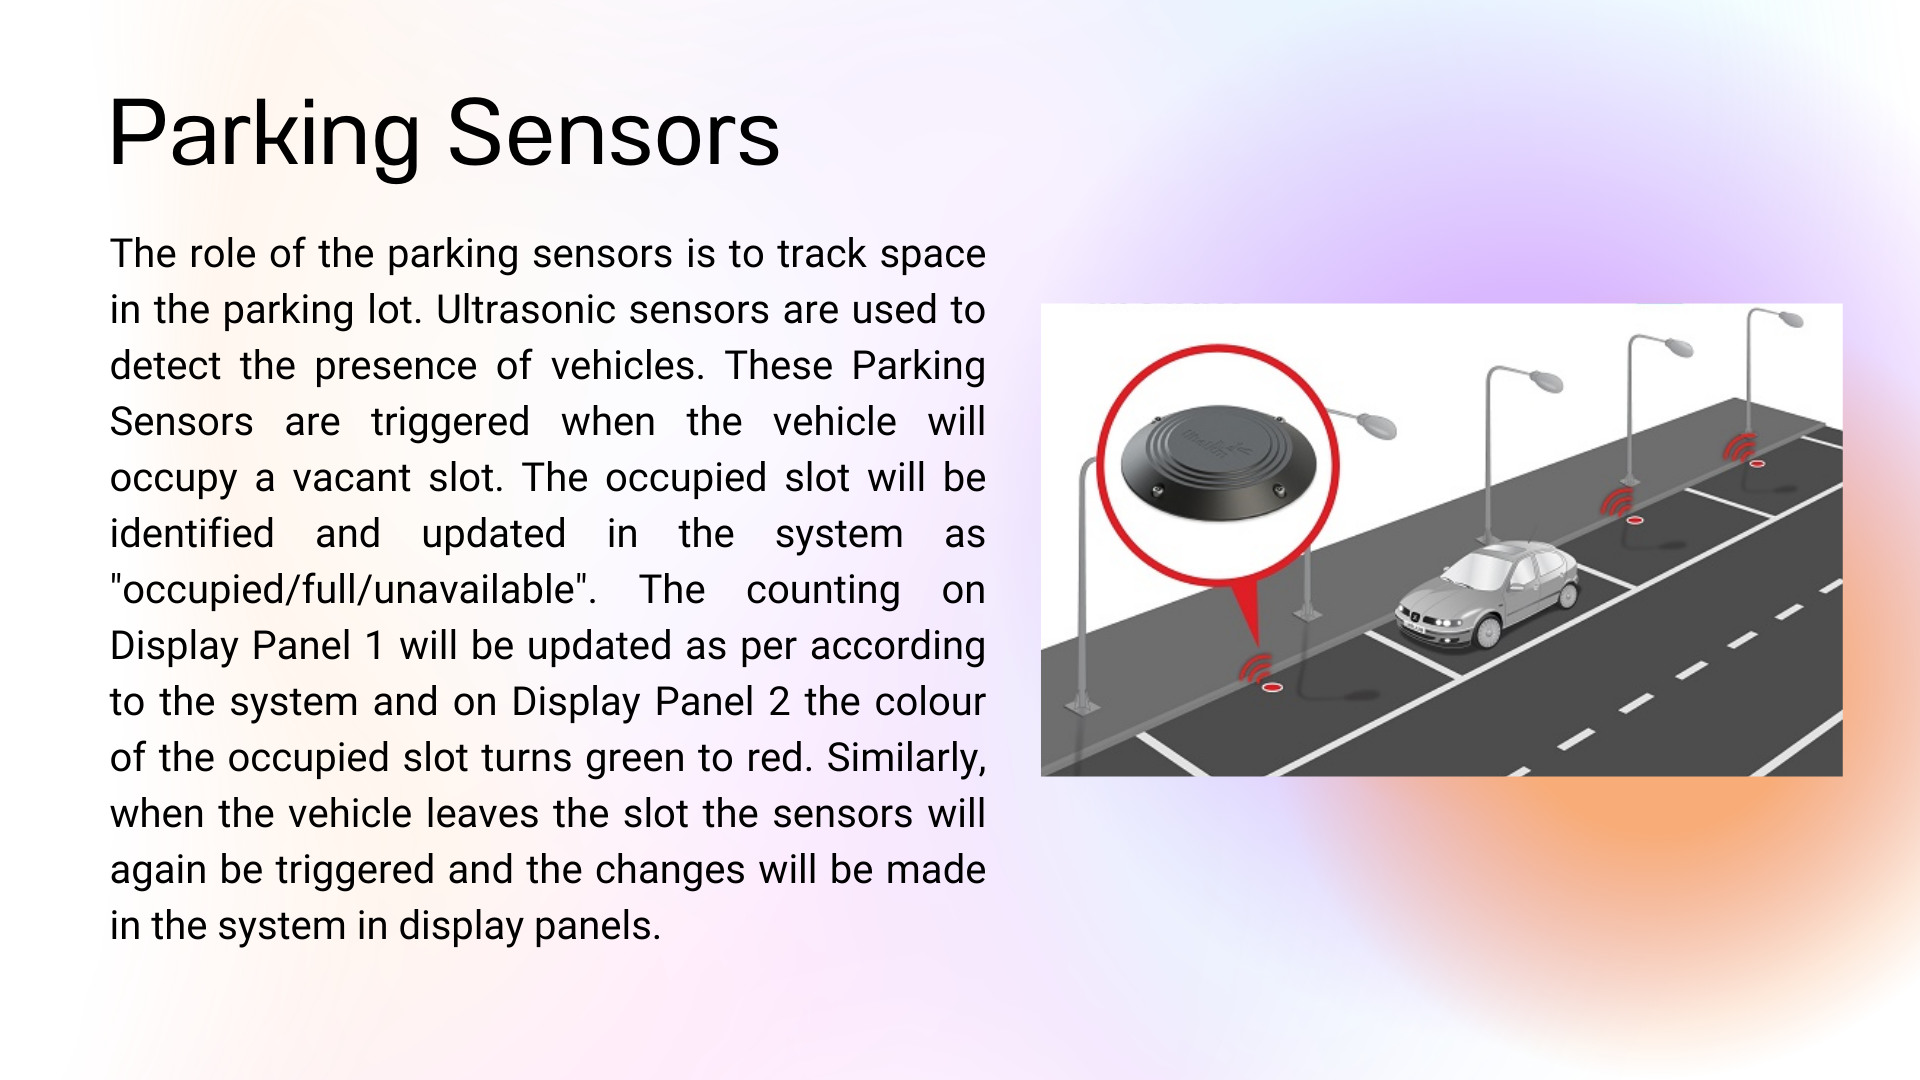 Parking Sensors
The role of the parking sensors is to track space
in the parking lot. Ultrasonic sensors are used to
detect the presence of vehicles. These Parking
Sensors are triggered when the vehicle will
occupy a vacant slot. The occupied slot will be
identified and updated in the system as
"occupied/full/unavailable". The counting on
Display Panel 1 will be updated as per according
to the system and on Display Panel 2 the colour
of the occupied slot turns green to red. Similarly,
when the vehicle leaves the slot the sensors will
again be triggered and the changes will be made
in the system in display panels.